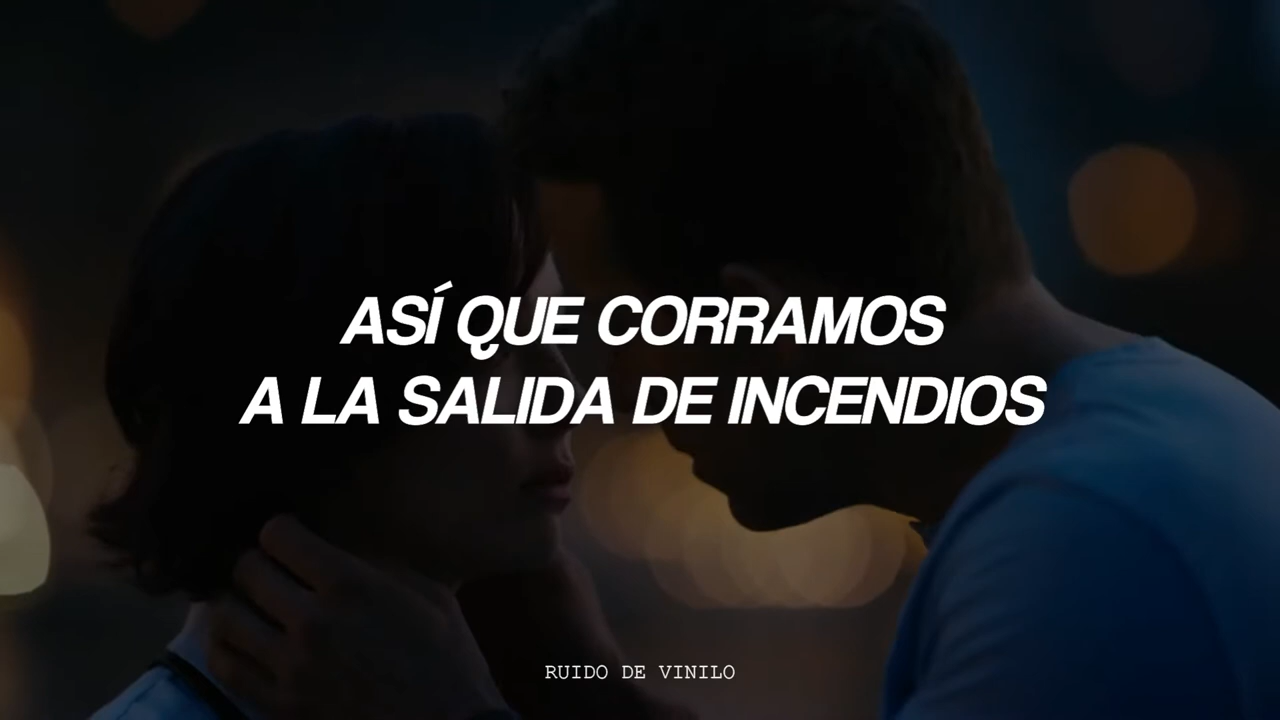 ASÍ QUE CORRAMOS
A LA SALIDA DE INCENDIOS
RUIDO DE VINILO